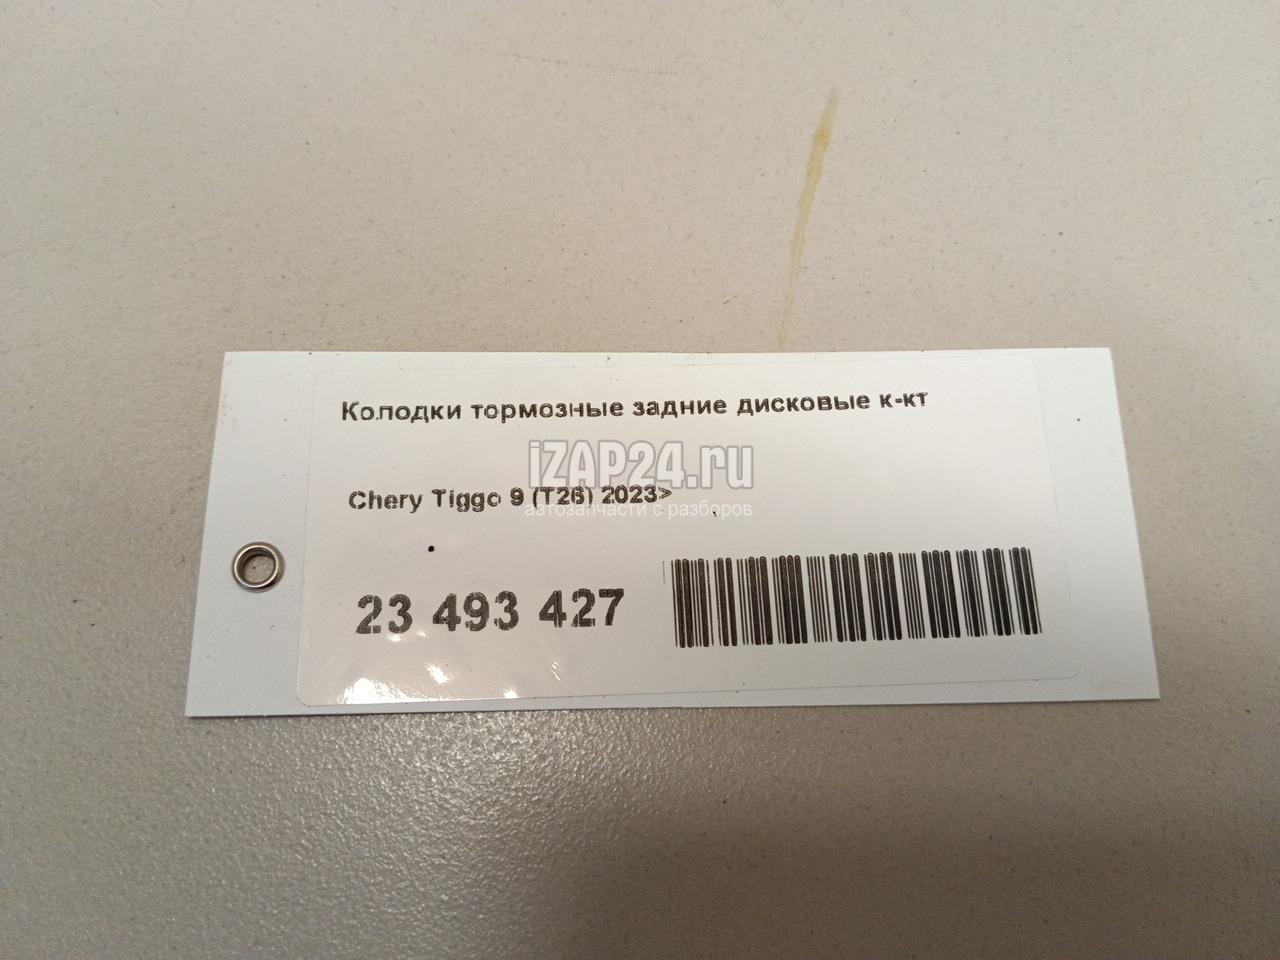 Колодки тормозные задние дисковые к-кт
iZAP24.ru
Chery Tiggo 9 (T26) 2023>
автозапчасти с разборов
23 493 427